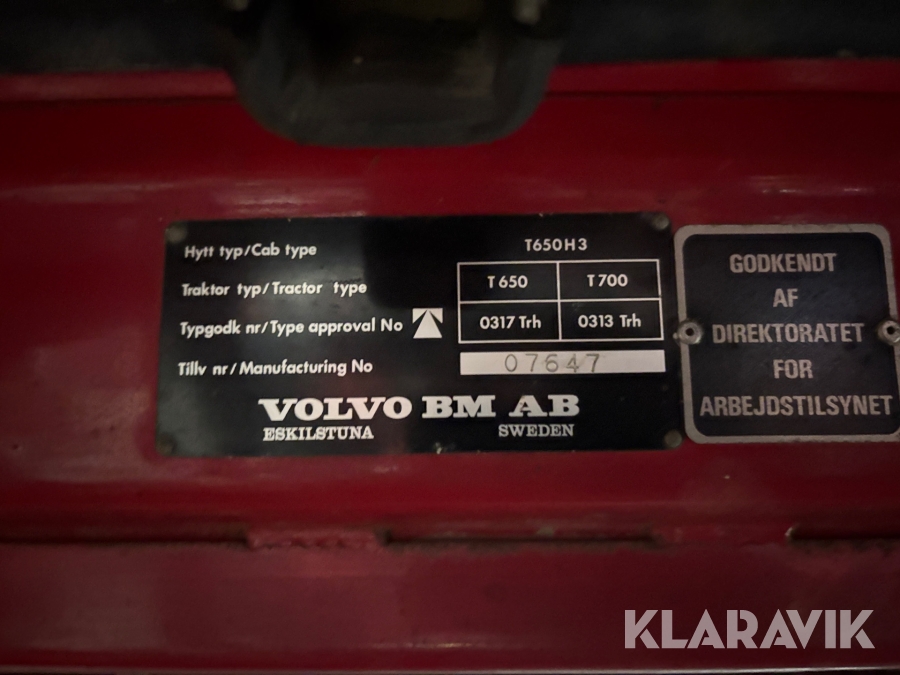 Hytt typ/Cab type T650H3
Traktor typ/Tractor type T 650 T 700
Typgodk nr/Type approval No 0317 Trh 0313 Trh
Tillv nr/Manufacturing No 07647
VOLVO BM AB
ESKILSTUNA SWEDEN
GODKENDT
AF
DIREKTORATET
FOR
ARBEJDSTILSYNET
KLARAVIK